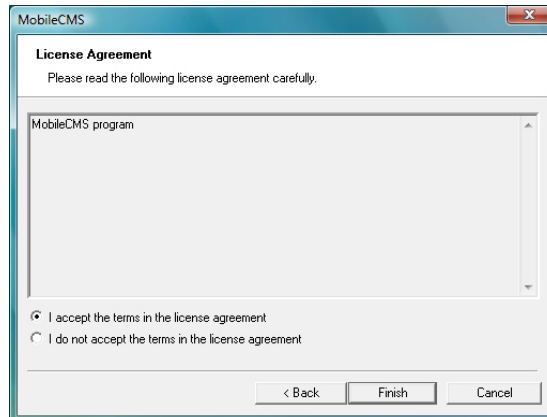 MobileCMS
License Agreement
Please read the following license agreement carefully.
MobileCMS program
I accept the terms in the license agreement
I do not accept the terms in the license agreement
< Back Finish Cancel